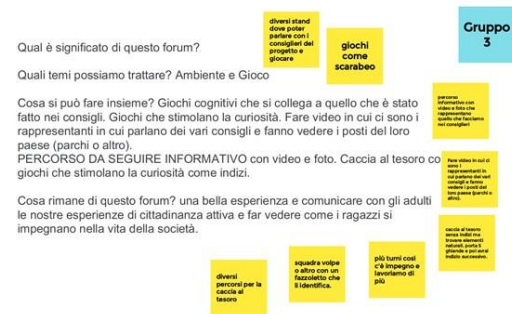 diversi stand
dove poter
parlare con i
consiglieri del
progetto e
giocare
giochi
come
scarabeo
Gruppo
3
Qual è significato di questo forum?
Quali temi possiamo trattare? Ambiente e Gioco
Cosa si può fare insieme? Giochi cognitivi che si collega a quello che è stato
fatto nei consigli. Giochi che stimolano la curiosità. Fare video in cui ci sono i
rappresentanti in cui parlano dei vari consigli e fanno vedere i posti del loro
paese (parchi o altro).
PERCORSO DA SEGUIRE INFORMATIVO con video e foto. Caccia al tesoro co
giochi che stimolano la curiosità come indizi.
Cosa rimane di questo forum? una bella esperienza e comunicare con gli adulti
le nostre esperienze di cittadinanza attiva e far vedere come i ragazzi si
impegnano nella vita della società.
percorso
informativo con
video e foto che
rappresentano
quello che facciamo
nei consiglieri
Fare video in cui ci
sono i
rappresentanti in
cui parlano dei vari
consigli e fanno
vedere i posti del
loro paese (parchi o
altro).
caccia al tesoro
senza indizi ma
trovare elementi
naturali. porta 5
ghiande e poi avrai
indizio successivo.
diversi
percorsi per la
caccia al
tesoro
squadra volpe
o altro con un
fazzoletto che
li identifica.
più turni così
c'è impegno e
lavoriamo di
più